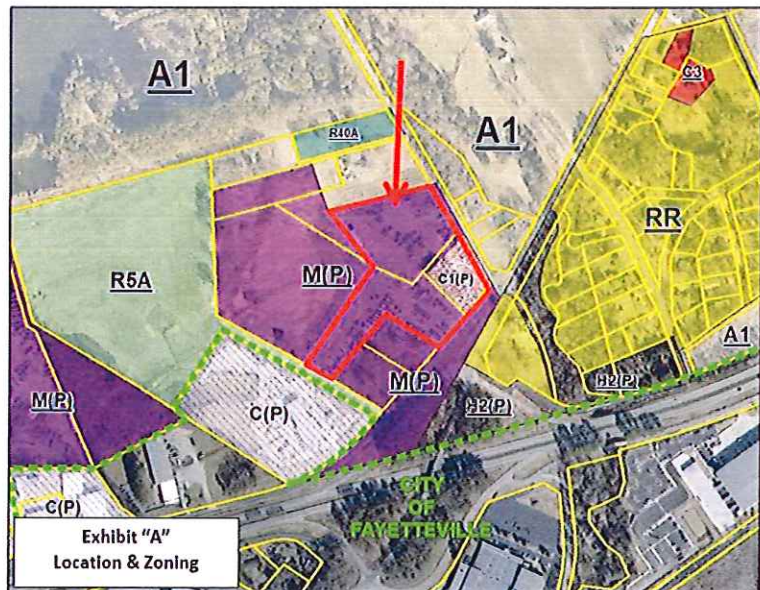 A1
R40A
A1
C3
RR
R5A
M(P)
C1(P)
A1
M(P)
M(P)
H2(P)
H2(P)
C(P)
C(P)
CITY
OF
FAYETTEVILLE
Exhibit "A"
Location & Zoning